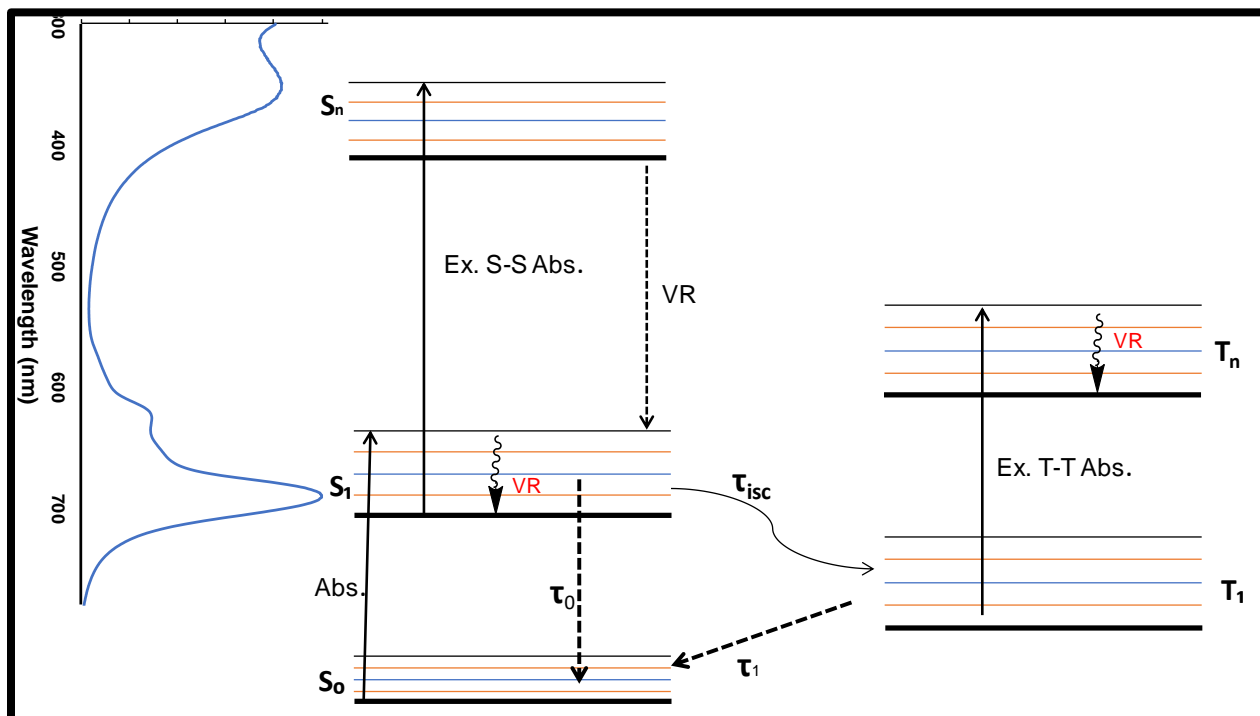 400
500
600
700
Wavelength (nm)
Sn
Ex. S-S Abs.
VR
S1
VR
Abs.
τ0
S0
τisc
τ1
Tn
VR
Ex. T-T Abs.
T1